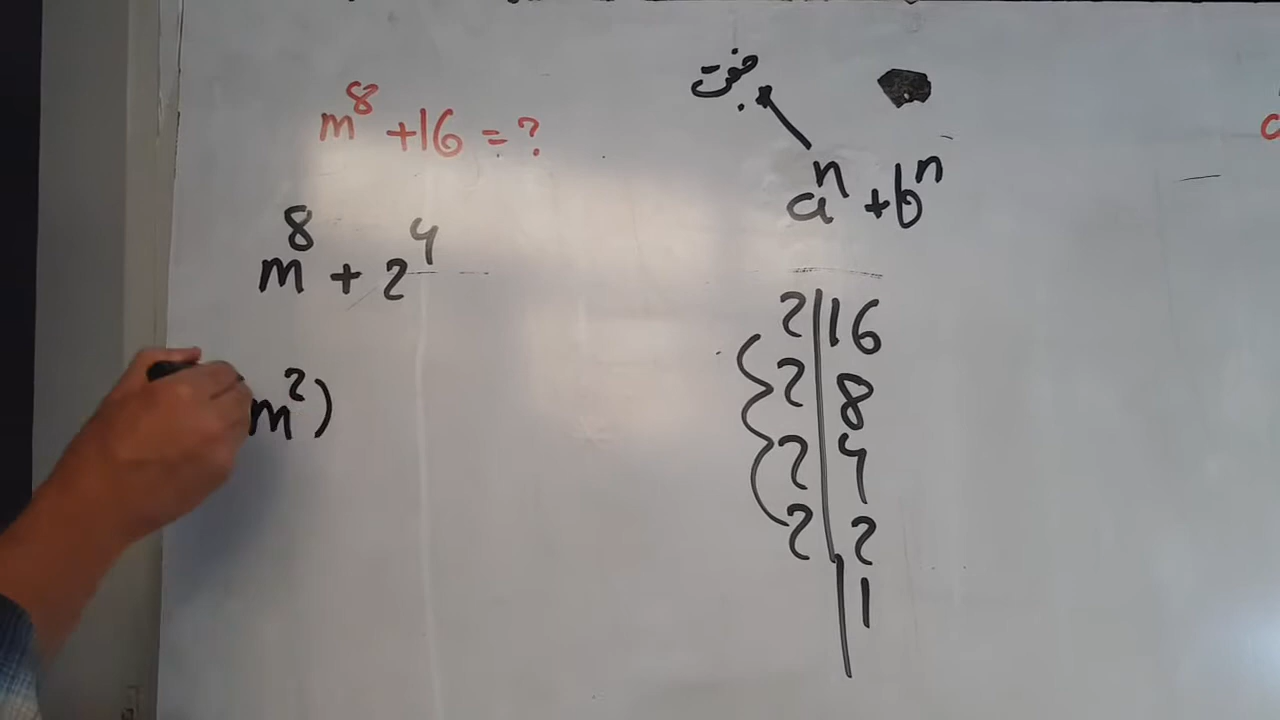 m⁸ + 16 = ?
m⁸ + 2⁴
m²)
جفت
aⁿ + bⁿ
2 | 16
2 | 8
2 | 4
2 | 2
| 1